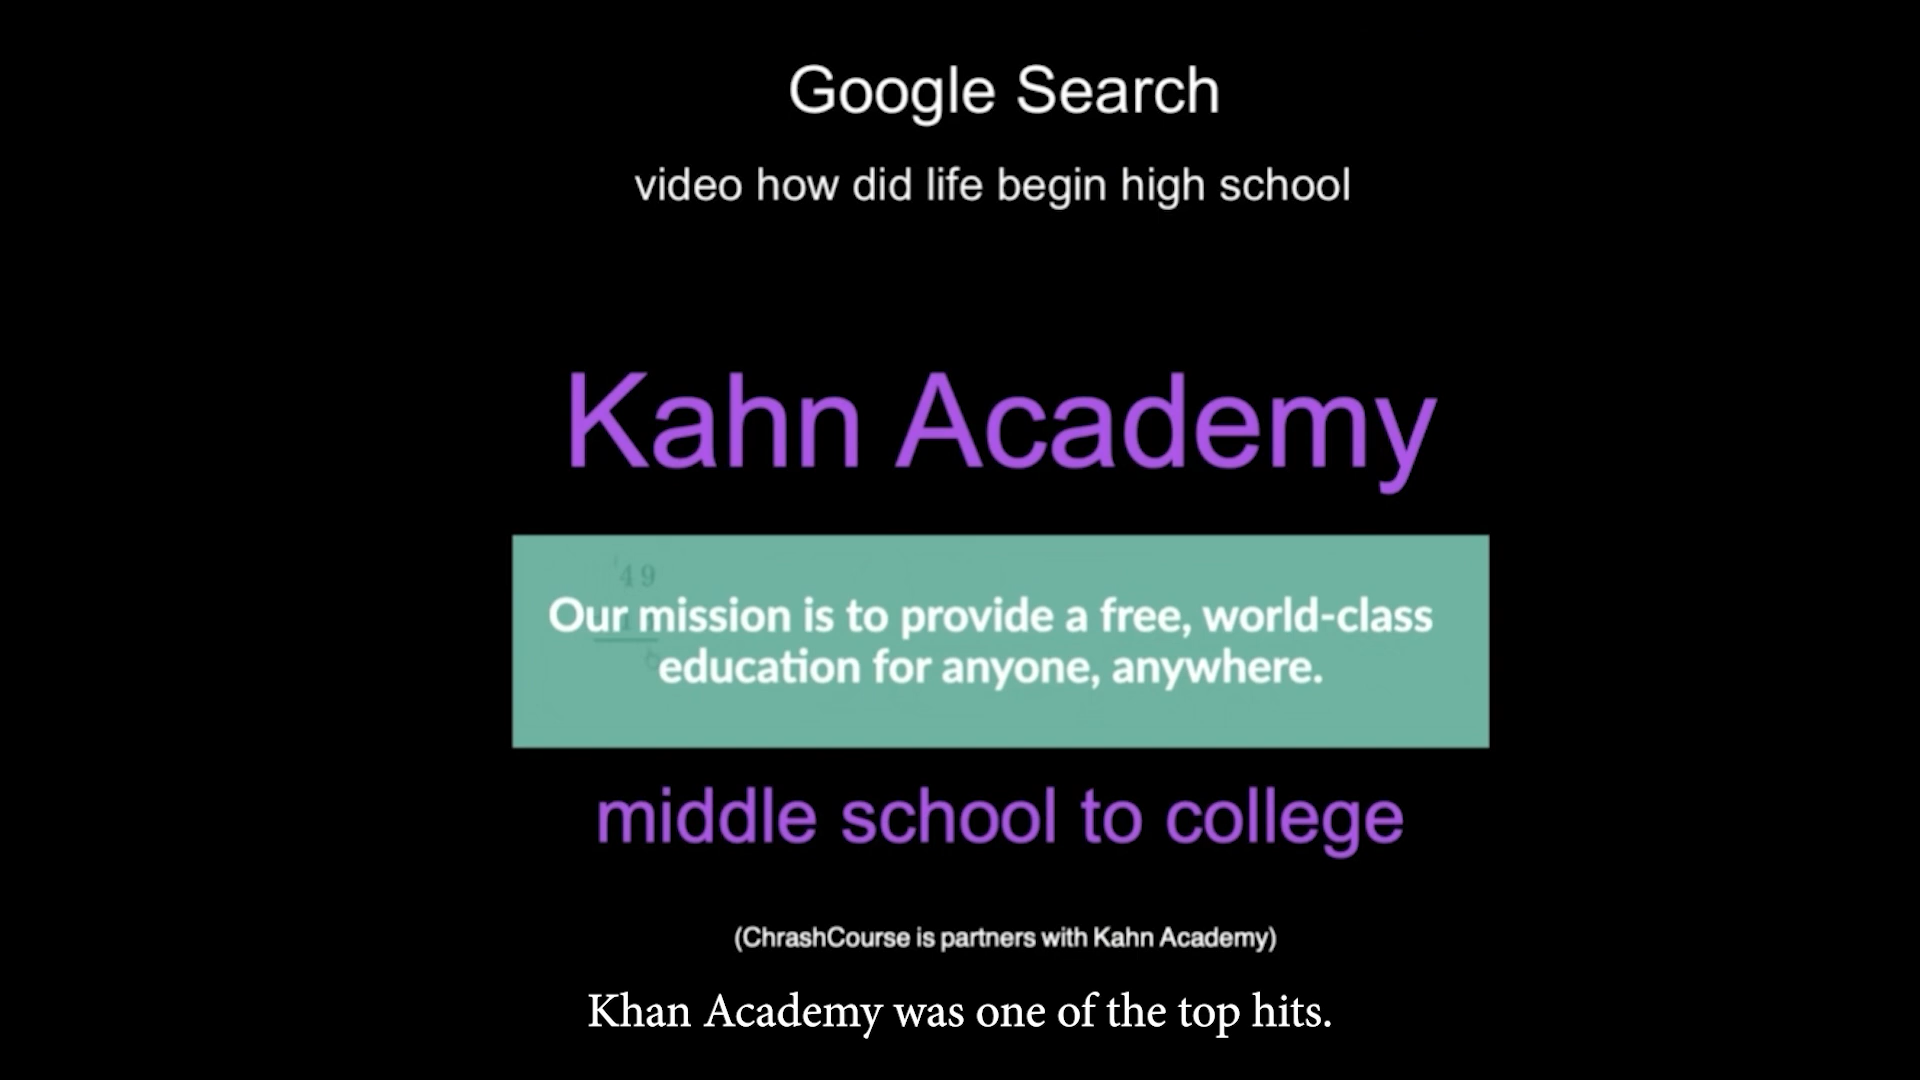 Google Search
video how did life begin high school
Kahn Academy
49
Our mission is to provide a free, world-class
education for anyone, anywhere.
middle school to college
(ChrashCourse is partners with Kahn Academy)
Khan Academy was one of the top hits.